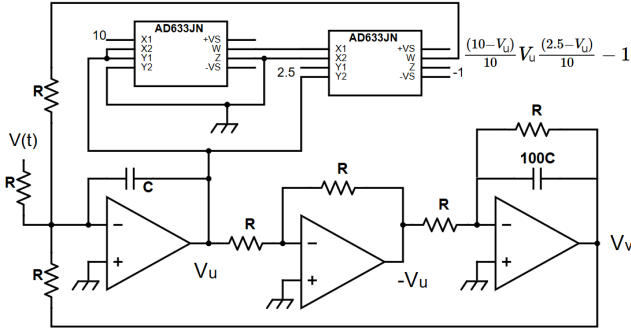 AD633JN
10
X1
X2
Y1
Y2
+VS
W
Z
-VS
AD633JN
X1
X2
Y1
Y2
+VS
W
Z
-VS
2.5
-1
(10−Vu)/10 Vu (2.5−Vu)/10 − 1
R
V(t)
R
R
C
−
+
Vu
R
R
−
+
-Vu
R
R
100C
−
+
Vv